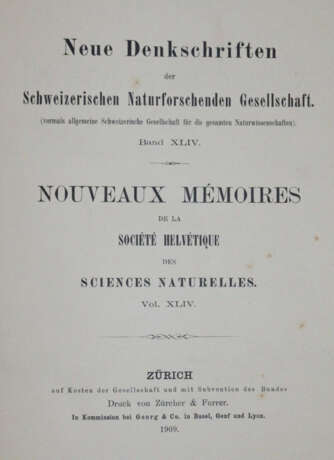 Neue Denkschriften
der
Schweizerischen Naturforschenden Gesellschaft.
(vormals allgemeine Schweizerische Gesellschaft für die gesamten Naturwissenschaften).
Band XLIV.
NOUVEAUX MÉMOIRES
DE LA
SOCIÉTÉ HELVÉTIQUE
DES
SCIENCES NATURELLES.
Vol. XLIV.
ZÜRICH
auf Kosten der Gesellschaft und mit Subvention des Bundes
Druck von Zürcher & Furrer.
In Kommission bei Georg & Co. in Basel, Genf und Lyon.
1909.